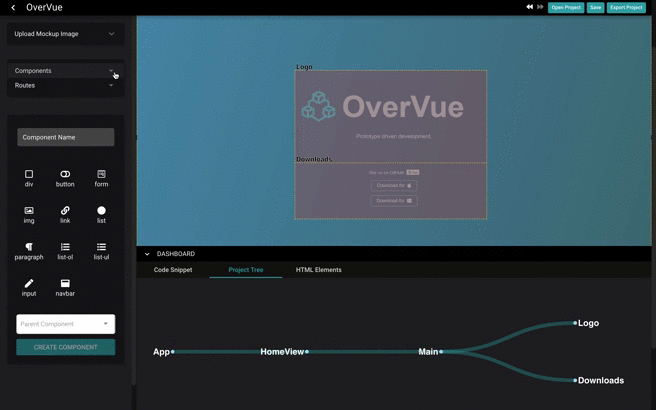 OverVue
Open Project
Save
Export Project
Upload Mockup Image
Components
Routes
Component Name
div
button
form
img
link
list
paragraph
list-ol
list-ul
input
navbar
Parent Component
CREATE COMPONENT
Logo
OverVue
Prototype driven development.
Downloads
Star us on GitHub!
Download for
Download for
DASHBOARD
Code Snippet
Project Tree
HTML Elements
App
HomeView
Main
Logo
Downloads